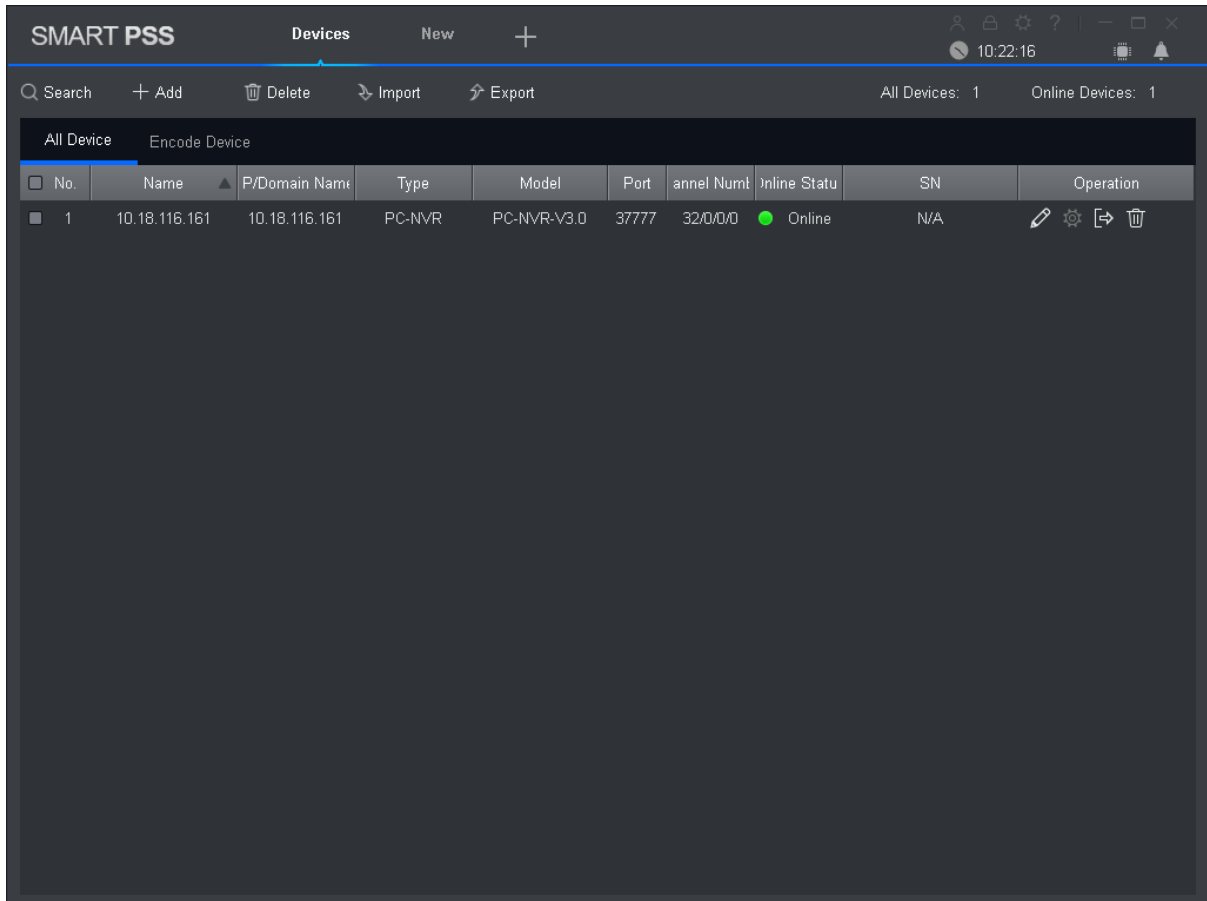 SMART PSS Devices New
10:22:16
Search Add Delete Import Export All Devices: 1 Online Devices: 1
All Device Encode Device
No. Name P/Domain Name Type Model Port annel Numb Online Statu SN Operation
1 10.18.116.161 10.18.116.161 PC-NVR PC-NVR-V3.0 37777 32/0/0/0 Online N/A